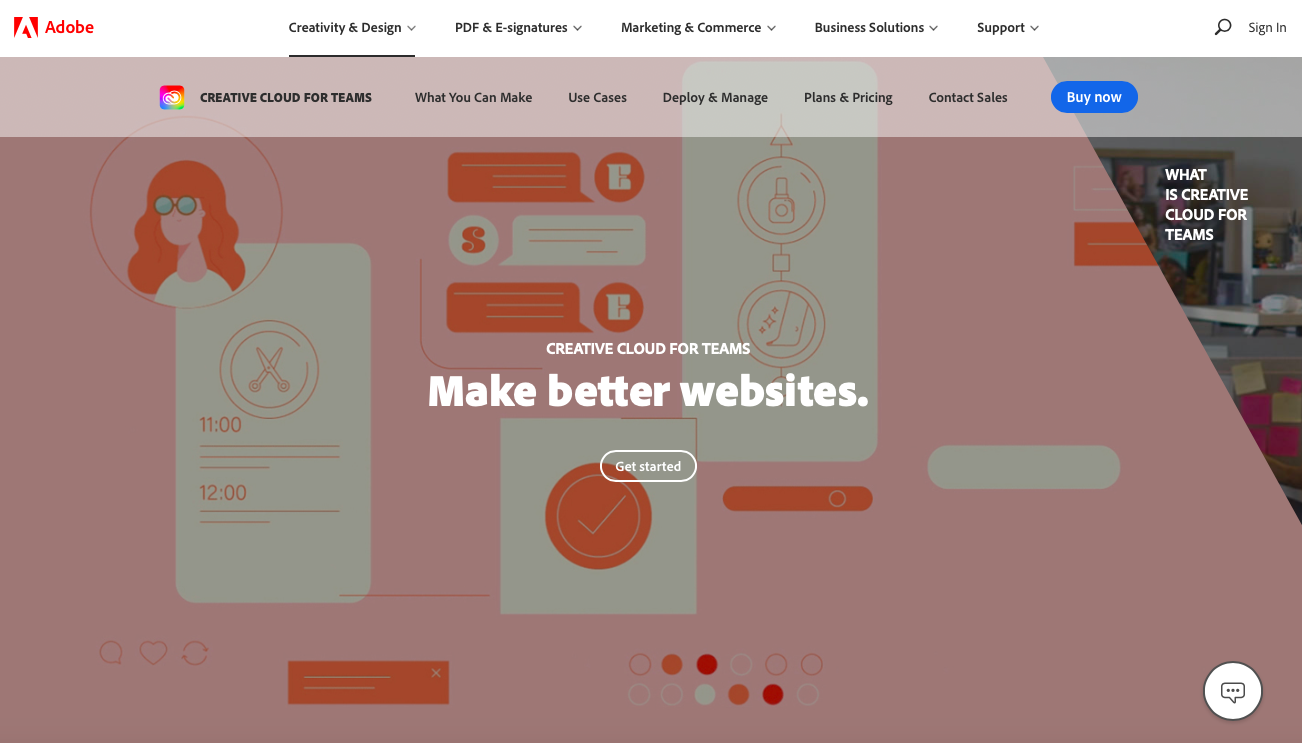 Adobe
Creativity & Design
PDF & E-signatures
Marketing & Commerce
Business Solutions
Support
Sign In
CREATIVE CLOUD FOR TEAMS
What You Can Make
Use Cases
Deploy & Manage
Plans & Pricing
Contact Sales
Buy now
WHAT
IS CREATIVE
CLOUD FOR
TEAMS
E
S
E
CREATIVE CLOUD FOR TEAMS
Make better websites.
Get started
11:00
12:00